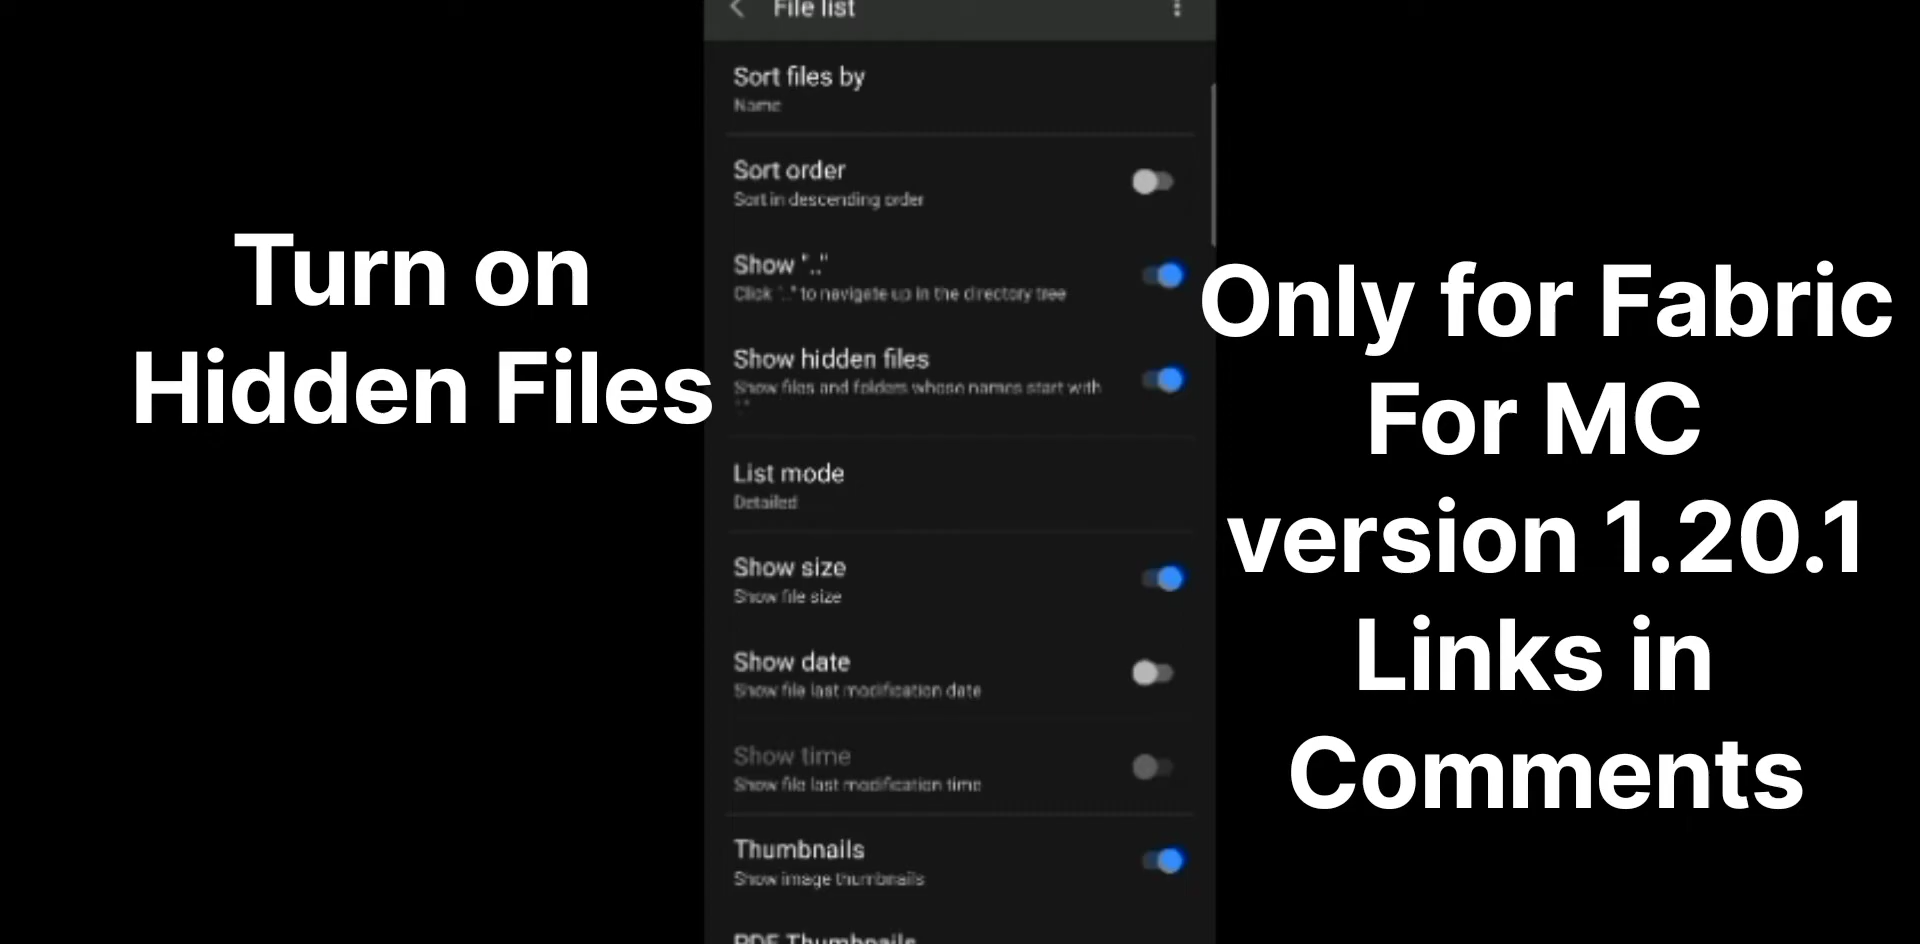 File list
Sort files by
Name
Sort order
Sort in descending order
Show ".."
Click ".." to navigate up in the directory tree
Show hidden files
Show files and folders whose names start with
"."
List mode
Detailed
Show size
Show file size
Show date
Show file last modification date
Show time
Show file last modification time
Thumbnails
Show image thumbnails
PDF Thumbnails
Turn on
Hidden Files
Only for Fabric
For MC
version 1.20.1
Links in
Comments